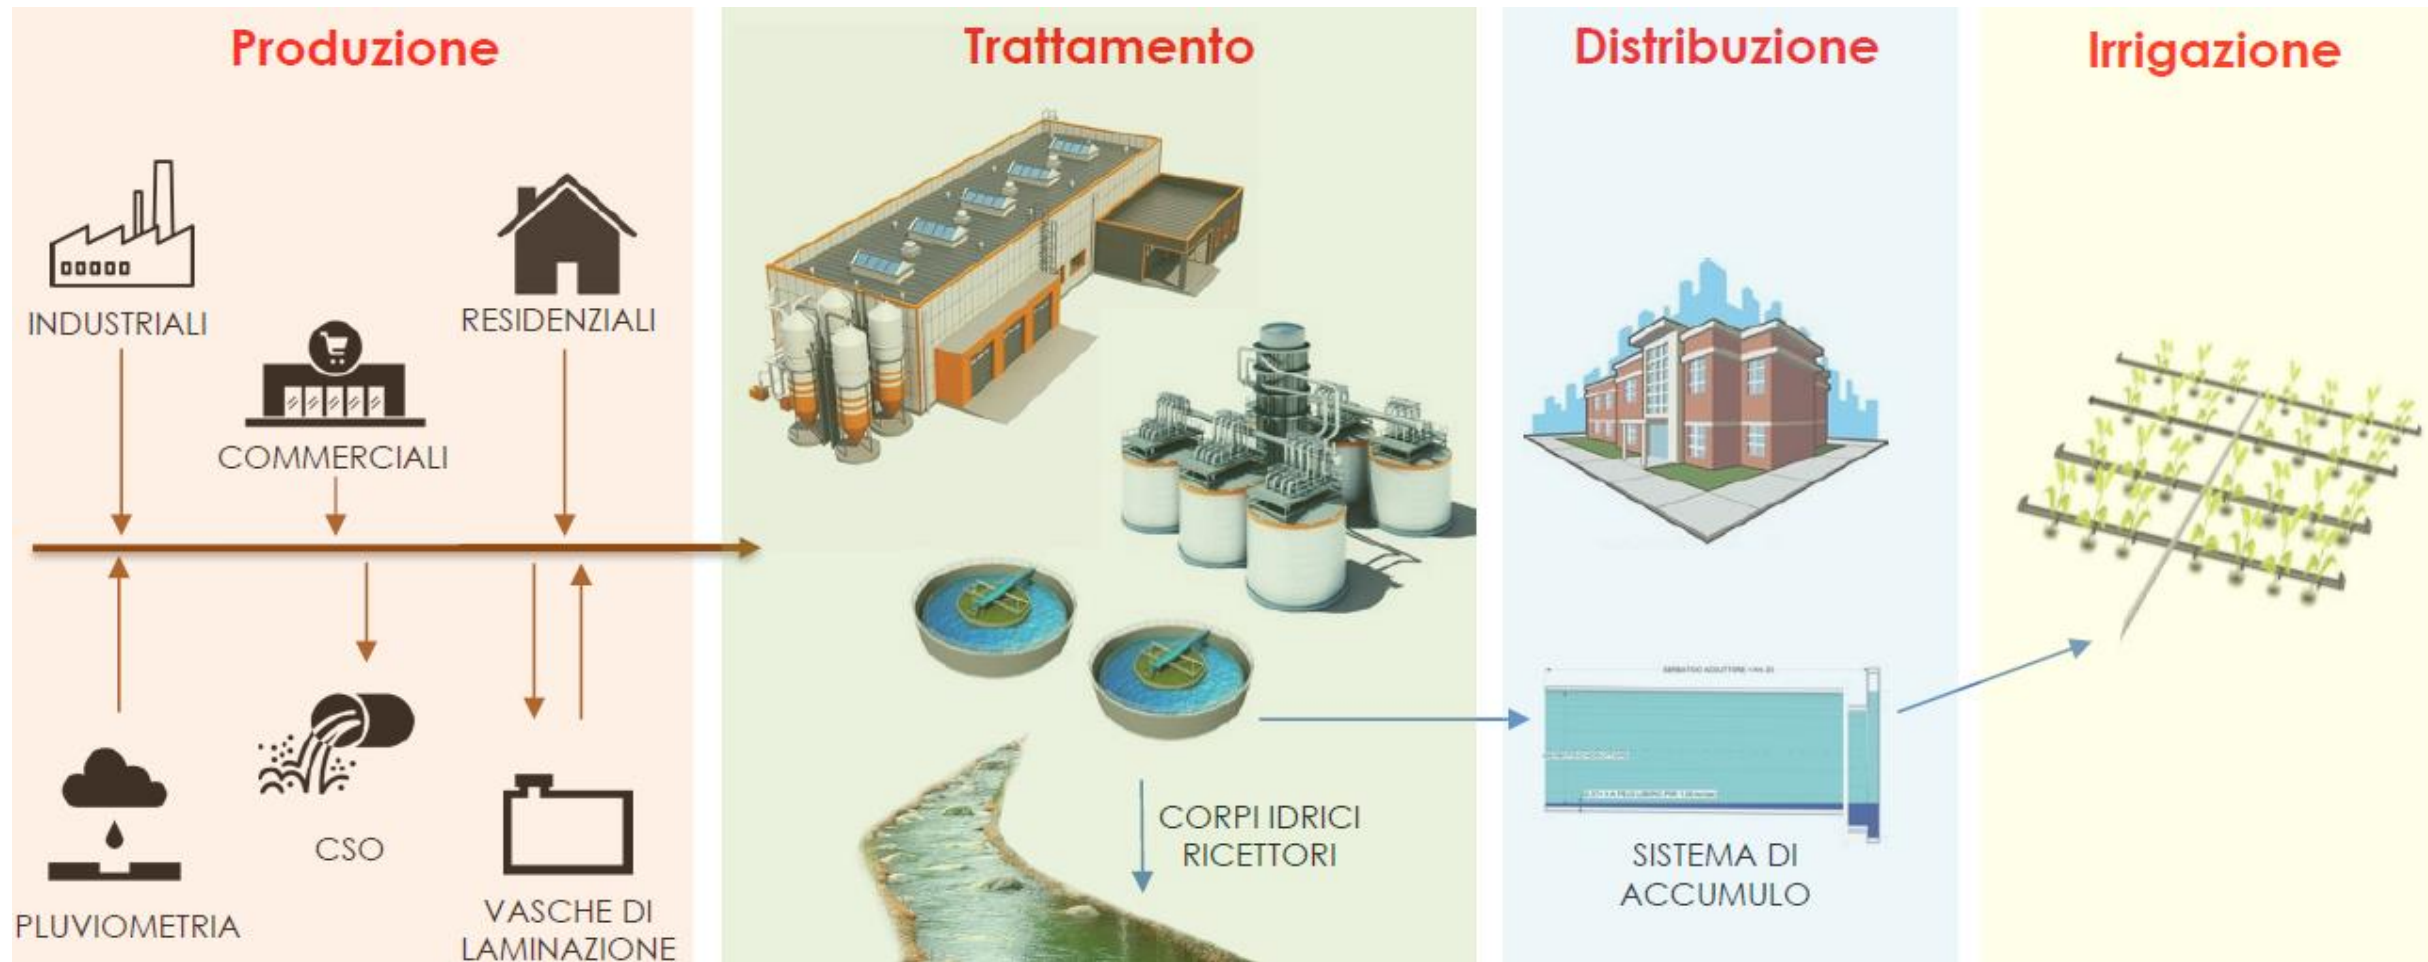 Produzione
INDUSTRIALI
COMMERCIALI
RESIDENZIALI
PLUVIOMETRIA
CSO
VASCHE DI
LAMINAZIONE
Trattamento
CORPI IDRICI
RICETTORI
Distribuzione
SISTEMA DI
ACCUMULO
Irrigazione